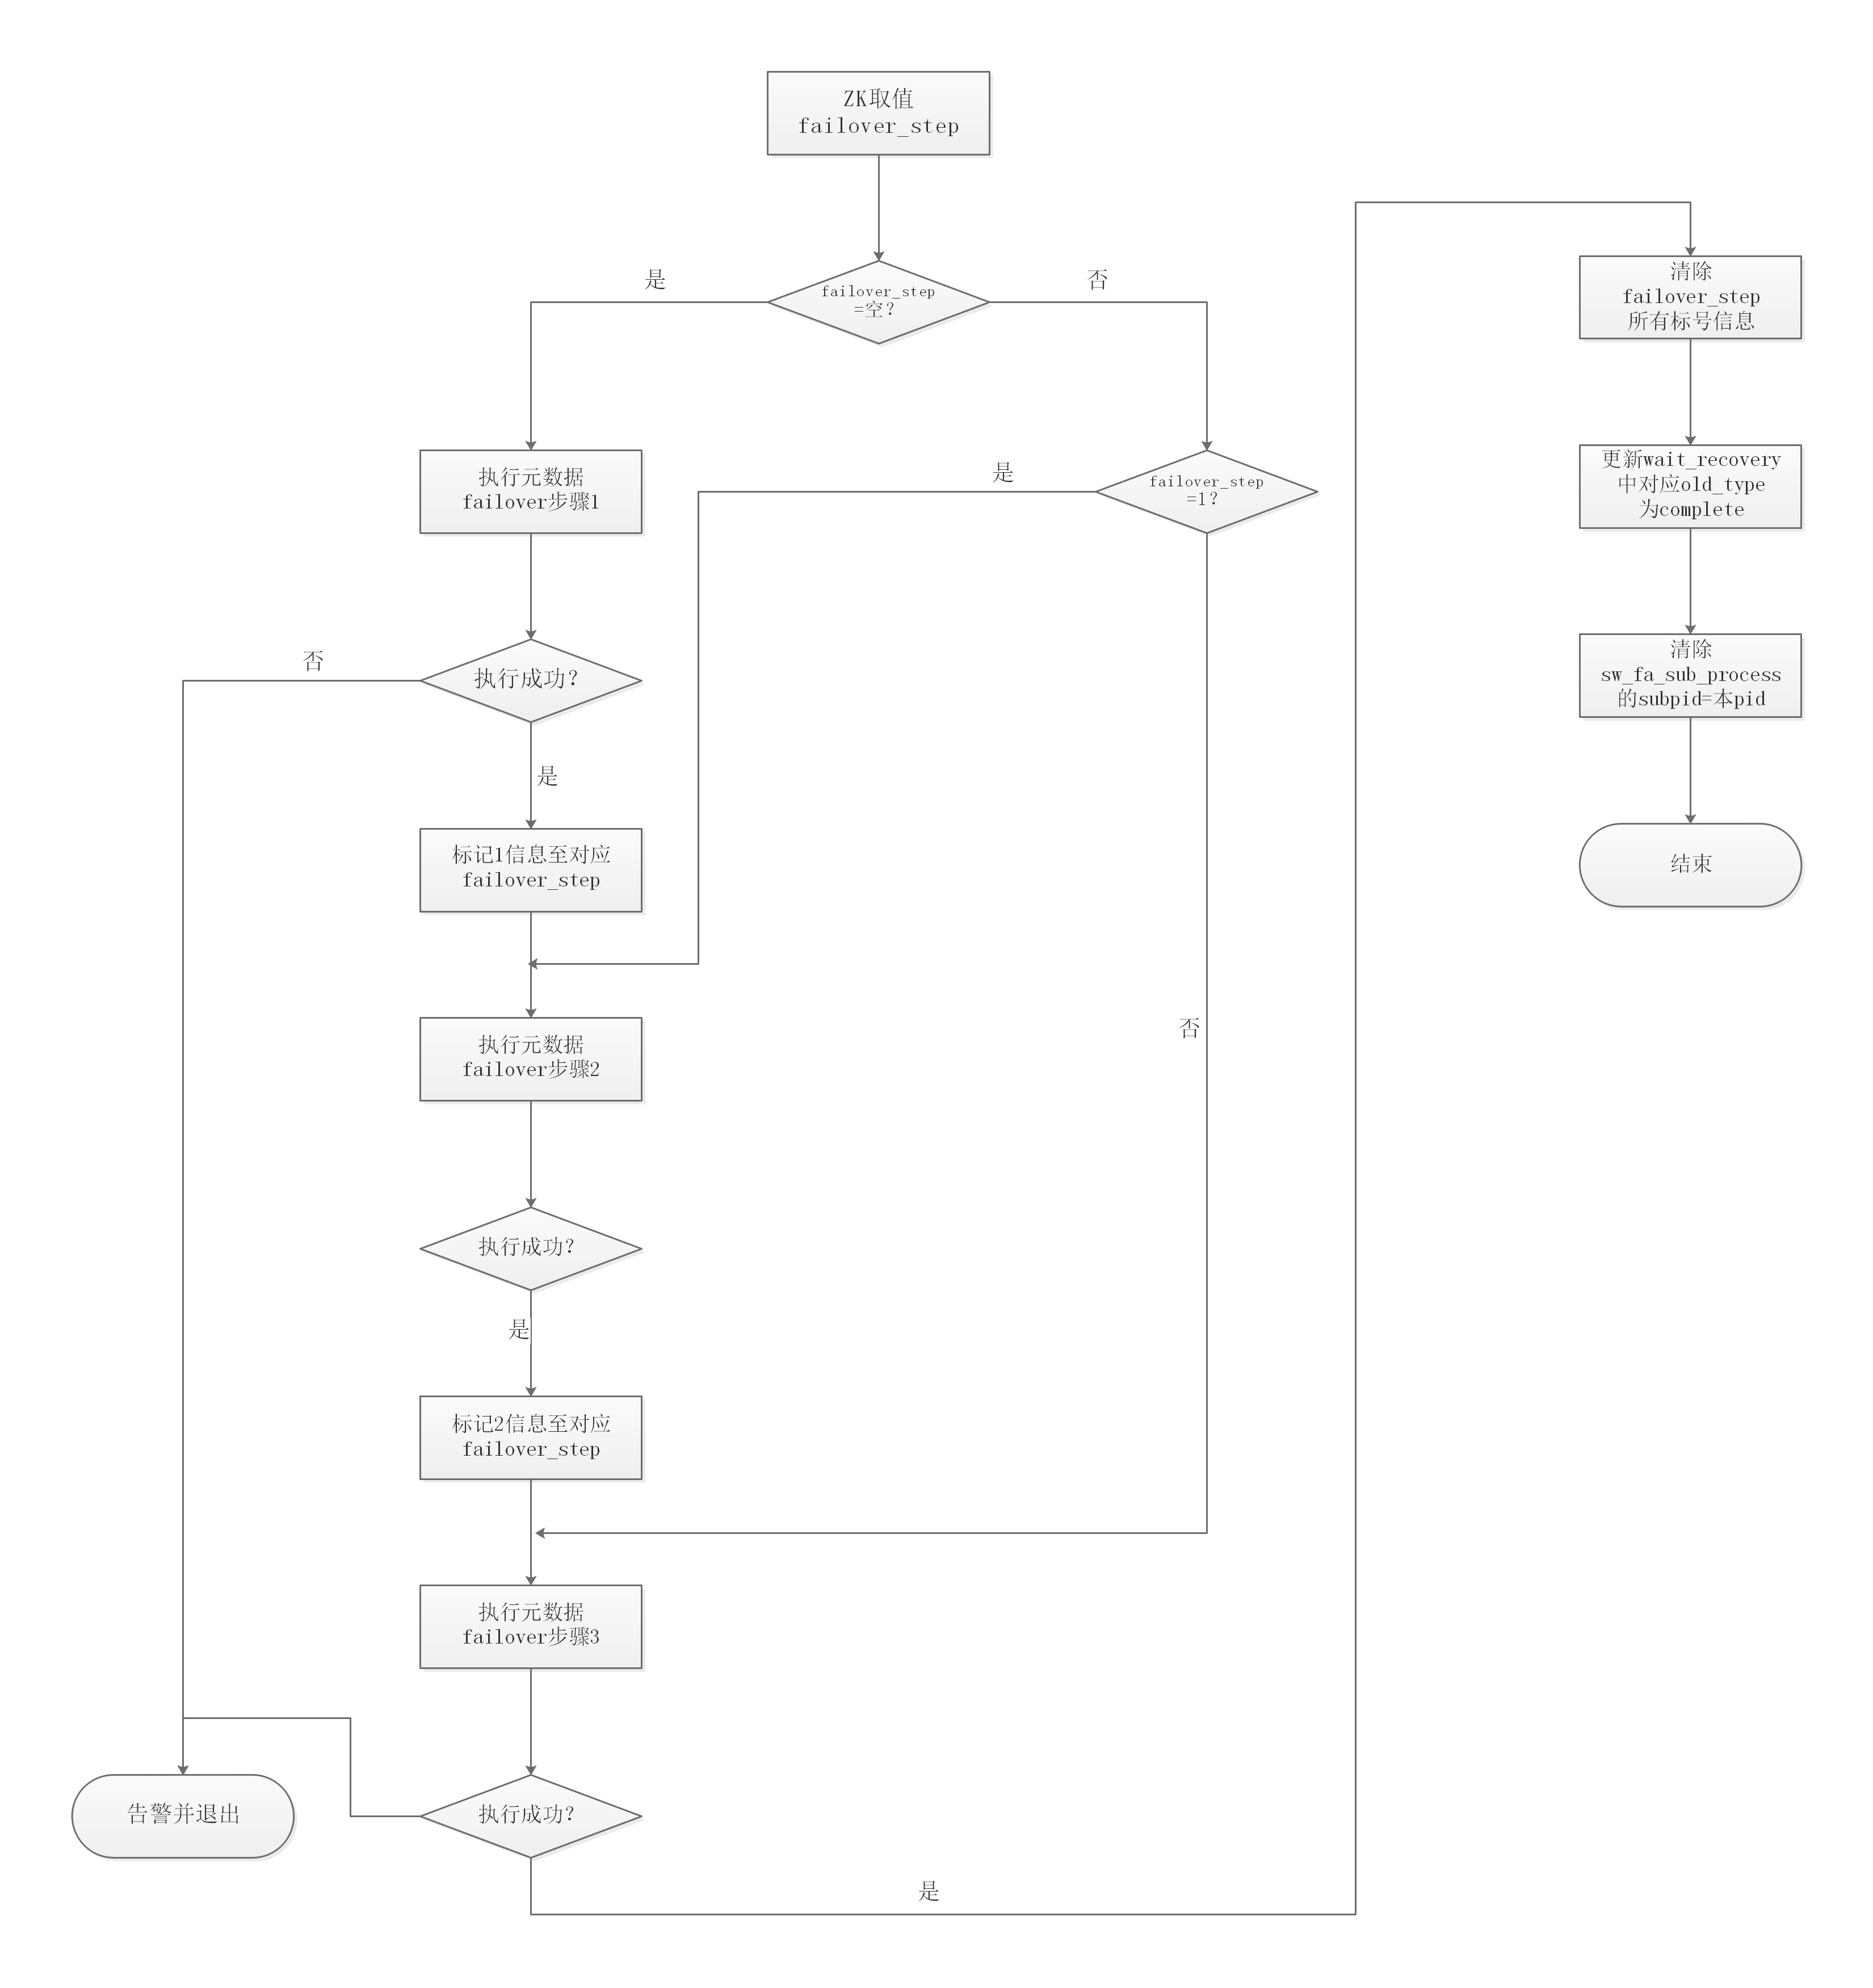 ZK取值
failover_step
是
failover_step
=空?
否
清除
failover_step
所有标号信息
执行元数据
failover步骤1
是
failover_step
=1?
更新wait_recovery
中对应old_type
为complete
否
执行成功?
清除
sw_fa_sub_process
的subpid=本pid
是
标记1信息至对应
failover_step
结束
执行元数据
failover步骤2
否
执行成功?
是
标记2信息至对应
failover_step
执行元数据
failover步骤3
告警并退出
执行成功?
是